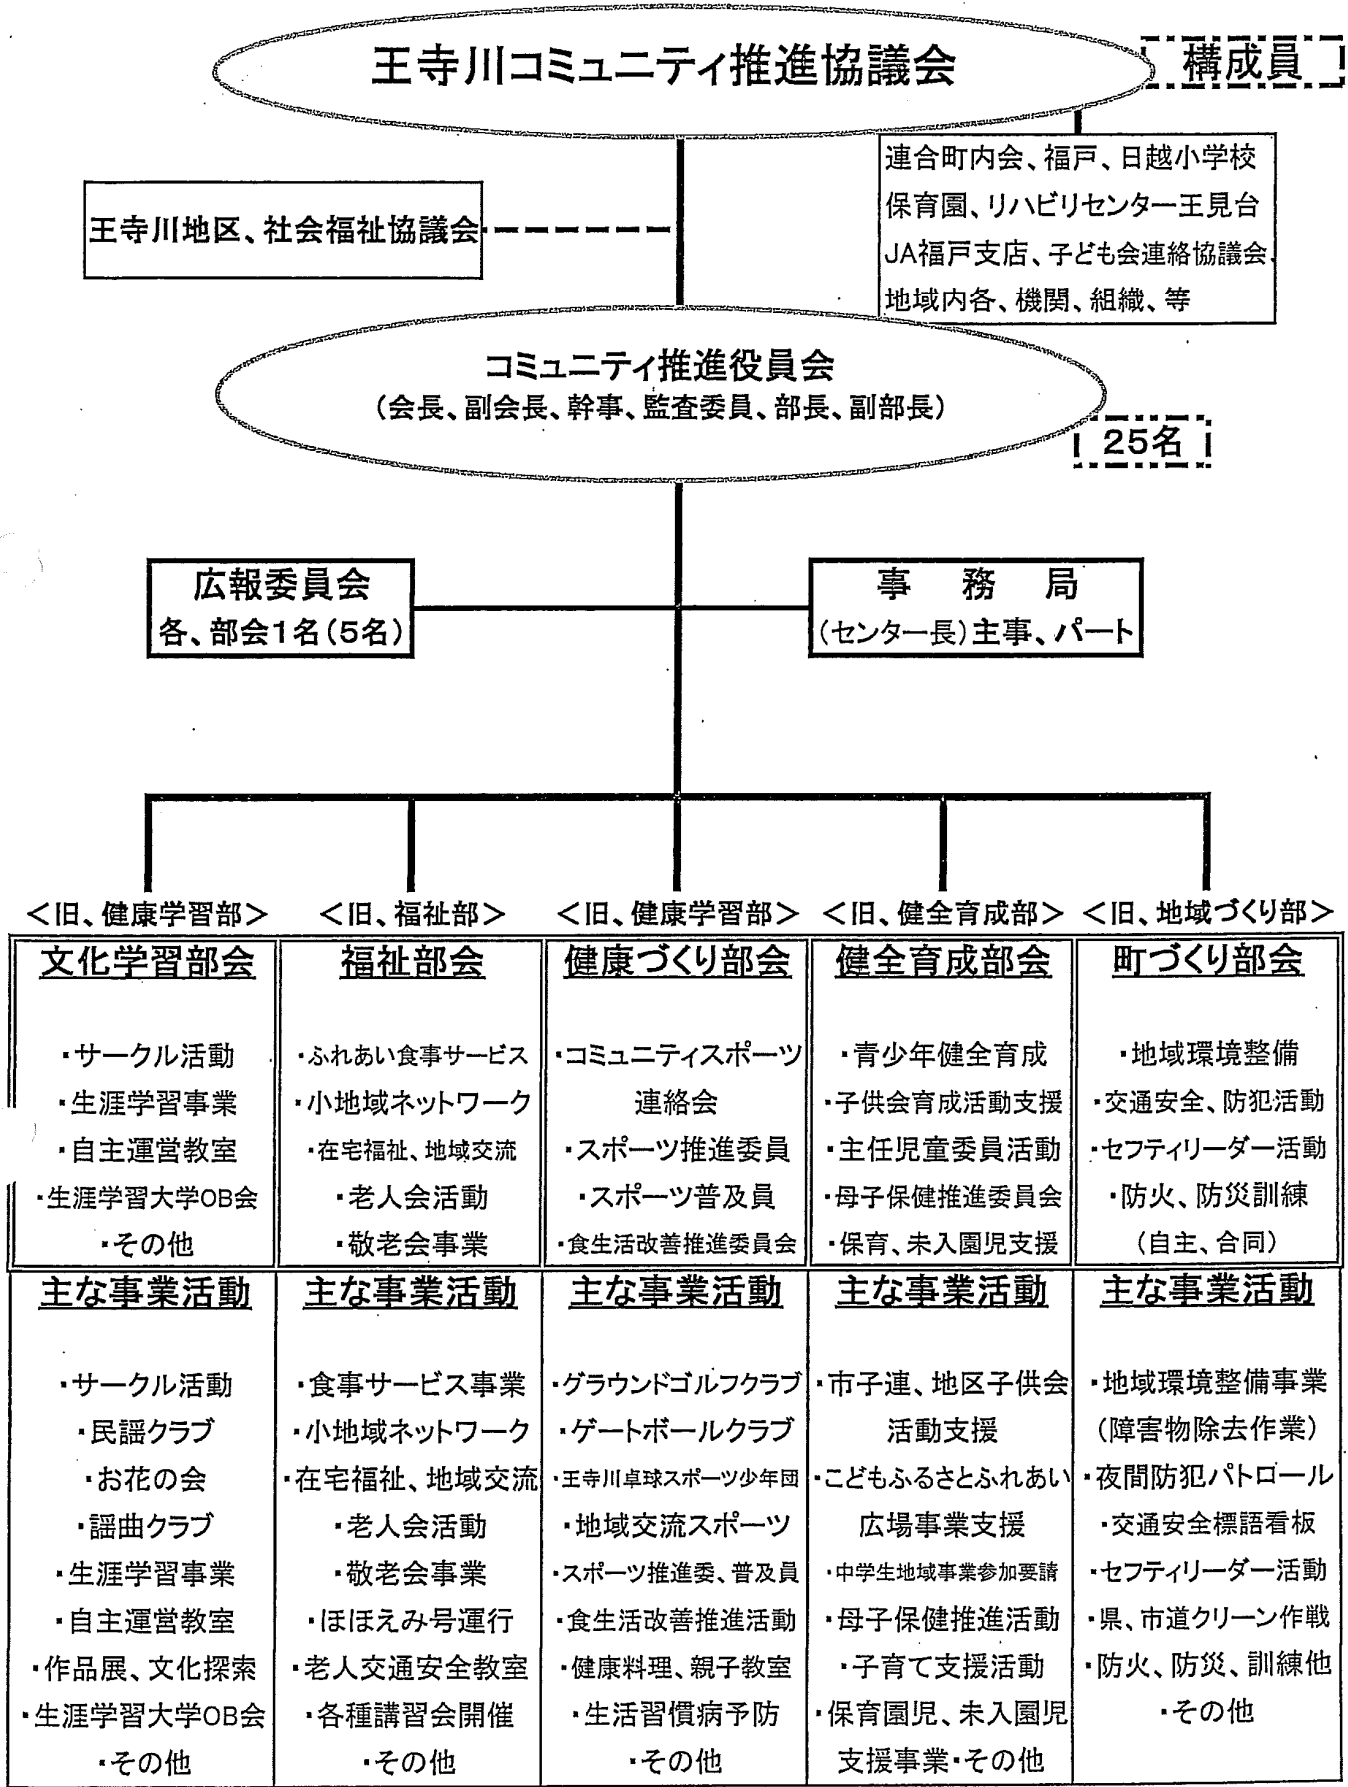 王寺川コミュニティ推進協議会
構成員
連合町内会、福戸、日越小学校
保育園、リハビリセンター王見台
JA福戸支店、子ども会連絡協議会
地域内各、機関、組織、等
王寺川地区、社会福祉協議会
コミュニティ推進役員会
(会長、副会長、幹事、監査委員、部長、副部長)
25名
広報委員会
各、部会1名(5名)
事 務 局
(センター長)主事、パート
<旧、健康学習部>
文化学習部会
・サークル活動
・生涯学習事業
・自主運営教室
・生涯学習大学OB会
・その他
主な事業活動
・サークル活動
・民謡クラブ
・お花の会
・謡曲クラブ
・生涯学習事業
・自主運営教室
・作品展、文化探索
・生涯学習大学OB会
・その他
<旧、福祉部>
福祉部会
・ふれあい食事サービス
・小地域ネットワーク
・在宅福祉、地域交流
・老人会活動
・敬老会事業
主な事業活動
・食事サービス事業
・小地域ネットワーク
・在宅福祉、地域交流
・老人会活動
・敬老会事業
・ほほえみ号運行
・老人交通安全教室
・各種講習会開催
・その他
<旧、健康学習部>
健康づくり部会
・コミュニティスポーツ
連絡会
・スポーツ推進委員
・スポーツ普及員
・食生活改善推進委員会
主な事業活動
・グラウンドゴルフクラブ
・ゲートボールクラブ
・王寺川卓球スポーツ少年団
・地域交流スポーツ
・スポーツ推進委、普及員
・食生活改善推進活動
・健康料理、親子教室
・生活習慣病予防
・その他
<旧、健全育成部>
健全育成部会
・青少年健全育成
・子供会育成活動支援
・主任児童委員活動
・母子保健推進委員会
・保育、未入園児支援
主な事業活動
・市子連、地区子供会
活動支援
・こどもふるさとふれあい
広場事業支援
・中学生地域事業参加要請
・母子保健推進活動
・子育て支援活動
・保育園児、未入園児
支援事業・その他
<旧、地域づくり部>
町づくり部会
・地域環境整備
・交通安全、防犯活動
・セフティリーダー活動
・防火、防災訓練
(自主、合同)
主な事業活動
・地域環境整備事業
(障害物除去作業)
・夜間防犯パトロール
・交通安全標語看板
・セフティリーダー活動
・県、市道クリーン作戦
・防火、防災、訓練他
・その他